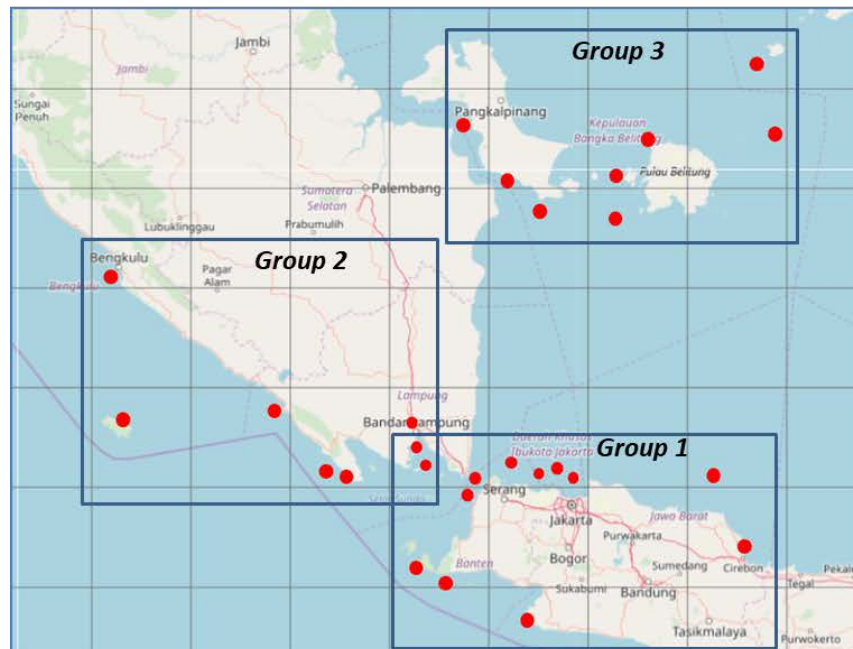 Jambi
Group 3
Jambi
Sungai
Penuh
Pangkalpinang
Kepulauan
Bangka Belitung
Pulau Belitung
Sumatera
Selatan
Palembang
Lubuklinggau
Prabumulih
Bengkulu
Group 2
Pagar
Alam
Bengkulu
Lampung
Bandar Lampung
Daerah Khusus
Ibukota Jakarta
Group 1
Serang
Jakarta
Jawa Barat
Purwakarta
Banten
Bogor
Cirebon
Sukabumi
Sumedang
Bandung
Tegal
Pekal
Tasikmalaya
Purwokerto